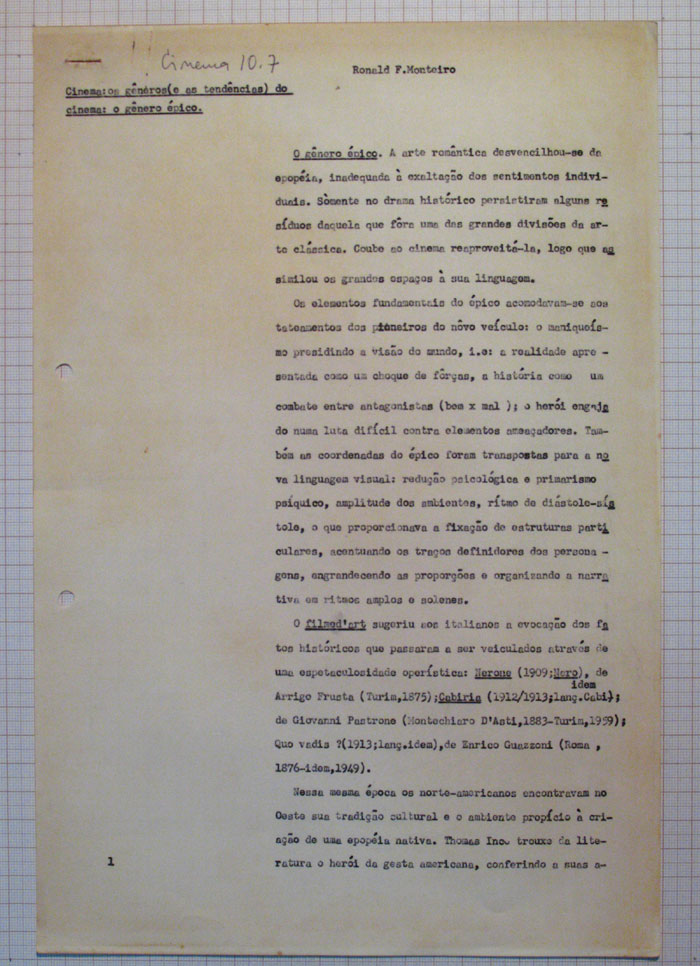 Cinema 10.7
Ronald F.Monteiro
Cinema:os gêneros(e as tendências) do
cinema: o gênero épico.
O gênero épico. A arte romântica desvencilhou-se da
epopéia, inadequada à exaltação dos sentimentos indivi-
duais. Sòmente no drama histórico persistiram alguns re
síduos daquela que fôra uma das grandes divisões da ar-
te clássica. Coube ao cinema reaproveitá-la, logo que as
similou os grandes espaços à sua linguagem.
Os elementos fundamentais do épico acomodavam-se aos
tateamentos dos pioneiros do nôvo veículo: o maniqueís-
mo presidindo a visão do mundo, i.e: a realidade apre -
sentada como um choque de fôrças, a história como um
combate entre antagonistas (bem x mal ); o herói engaja
do numa luta difícil contra elementos ameaçadores. Tam-
bém as coordenadas do épico foram transpostas para a no
va linguagem visual: redução psicológica e primarismo
psíquico, amplitude dos ambientes, rítmo de diástole-sís
tole, o que proporcionava a fixação de estruturas parti
culares, acentuando os traços definidores dos persona -
gens, engrandecendo as proporções e organizando a narra
tiva em ritmos amplos e solenes.
O filmed'art sugeriu aos italianos a evocação dos fa
tos históricos que passaram a ser veiculados através de
uma espetaculosidade operística: Nerone (1909;Nero), de
idem
Arrigo Frusta (Turim,1875);Cabiria (1912/1913;lanç.Cabi);
de Giovanni Pastrone (Montechiaro D'Asti,1883-Turim,1959);
Quo vadis ?(1913;lanç.idem),de Enrico Guazzoni (Roma ,
1876-idem,1949).
Nessa mesma época os norte-americanos encontravam no
Oeste sua tradição cultural e o ambiente propício à cri-
ação de uma epopéia nativa. Thomas Ince trouxe da lite-
ratura o herói da gesta americana, conferindo a suas a-
1